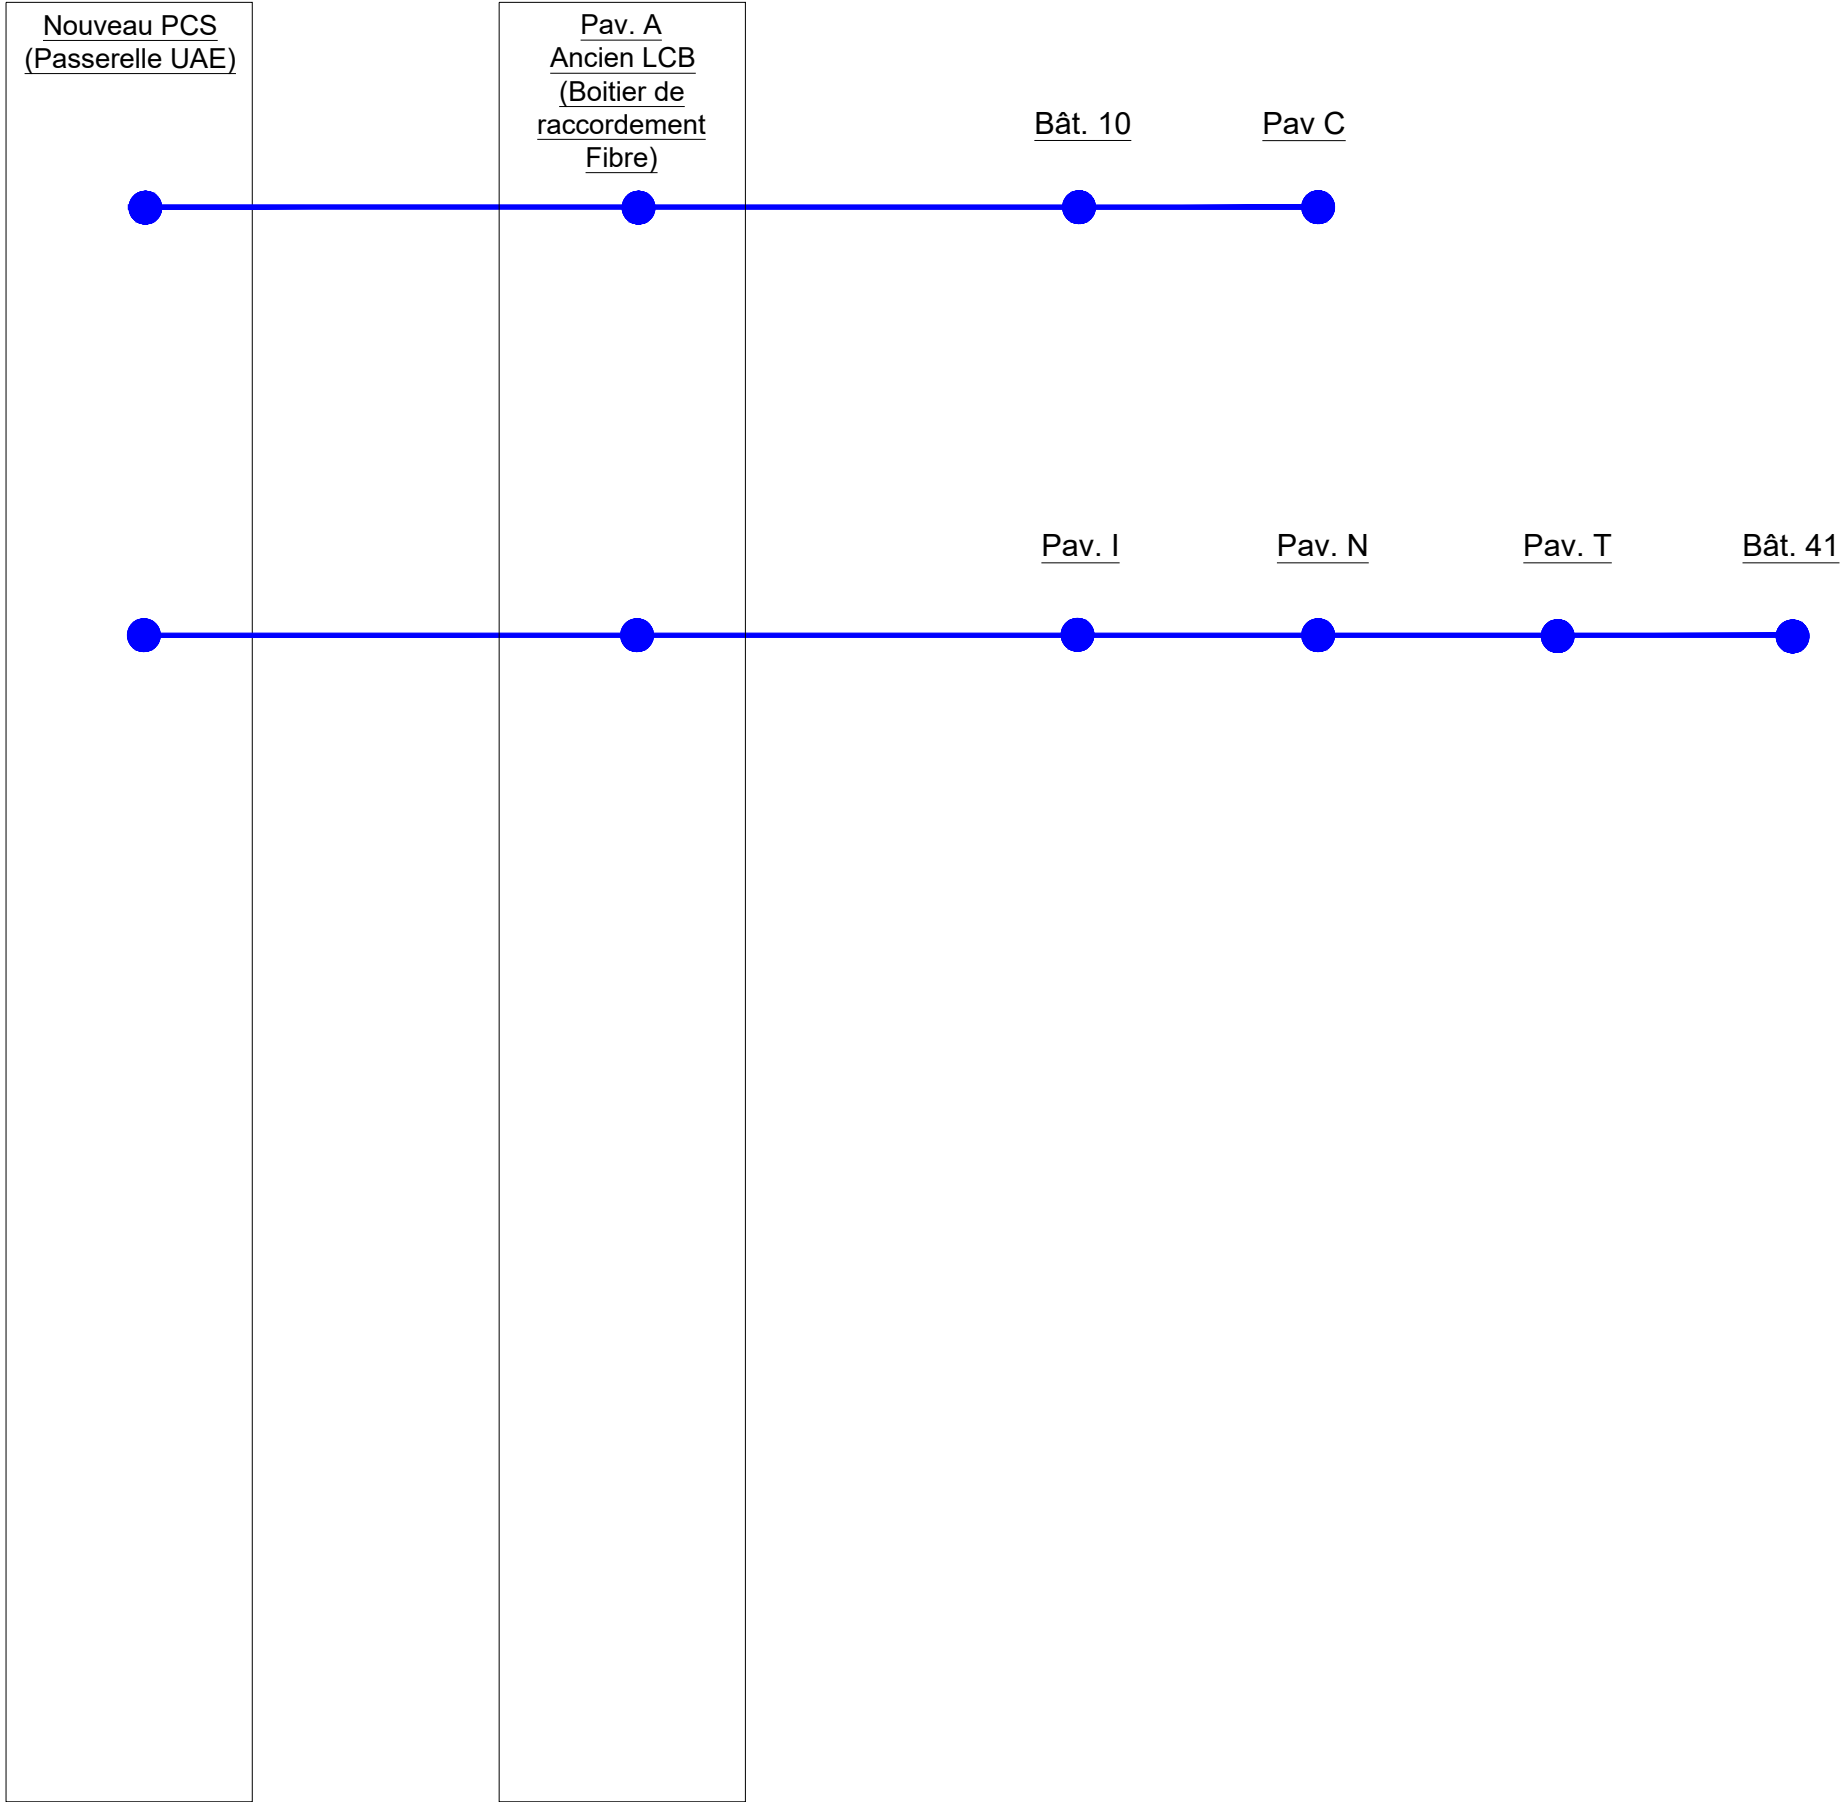 Nouveau PCS
(Passerelle UAE)
Pav. A
Ancien LCB
(Boitier de
raccordement
Fibre)
Bât. 10
Pav C
Pav. I
Pav. N
Pav. T
Bât. 41